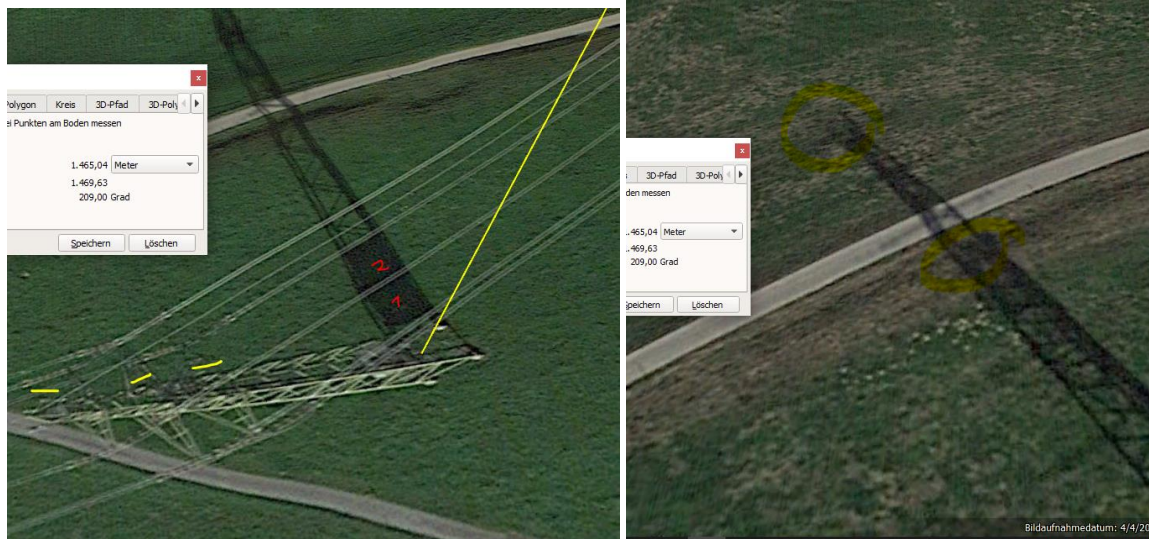 x
Polygon Kreis 3D-Pfad 3D-Poly
ei Punkten am Boden messen
1.465,04 Meter
1.469,63
209,00 Grad
Speichern Löschen
2
1
x
s 3D-Pfad 3D-Poly
den messen
.465,04 Meter
.469,63
209,00 Grad
Speichern Löschen
Bildaufnahmedatum: 4/4/20